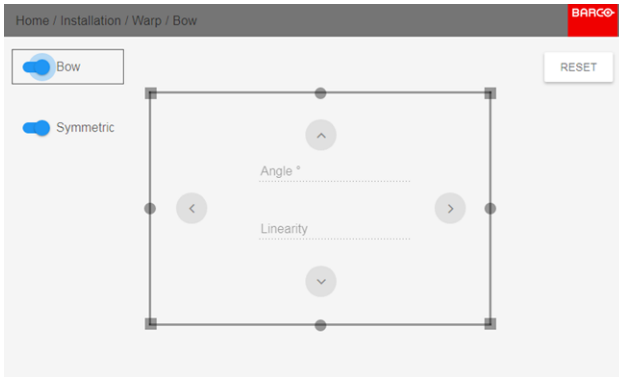 Home / Installation / Warp / Bow
BARCO
Bow
RESET
Symmetric
Angle *
Linearity